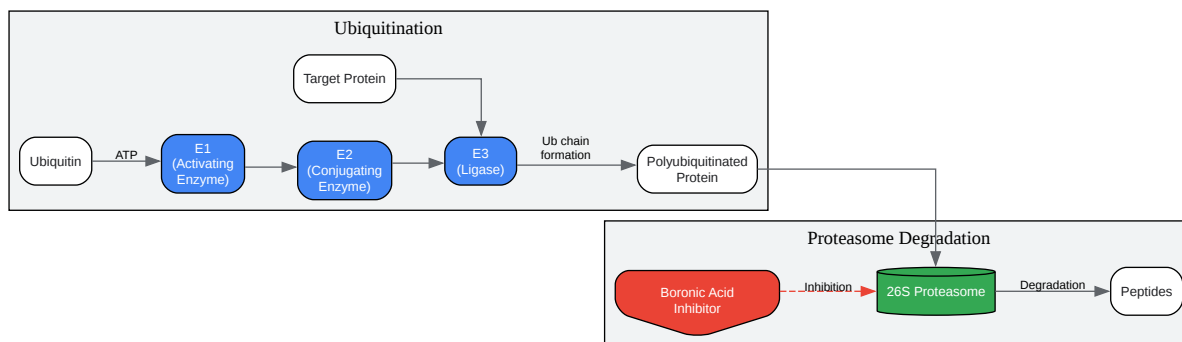 Ubiquitination
Target Protein
Ubiquitin
ATP
E1
(Activating
Enzyme)
E2
(Conjugating
Enzyme)
E3
(Ligase)
Ub chain
formation
Polyubiquitinated
Protein
Proteasome Degradation
Boronic Acid
Inhibitor
Inhibition
26S Proteasome
Degradation
Peptides